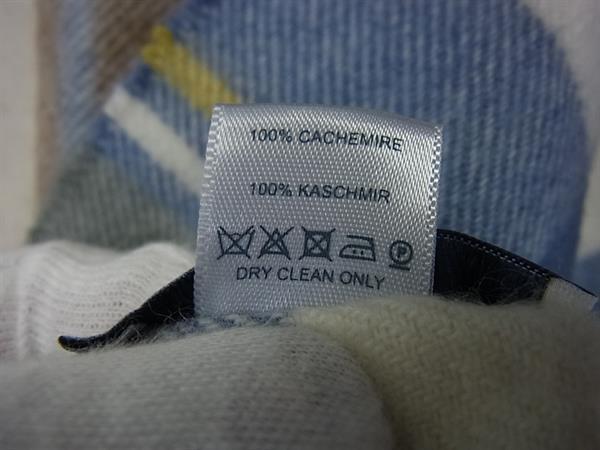 100% CACHEMIRE
100% KASCHMIR
P
DRY CLEAN ONLY